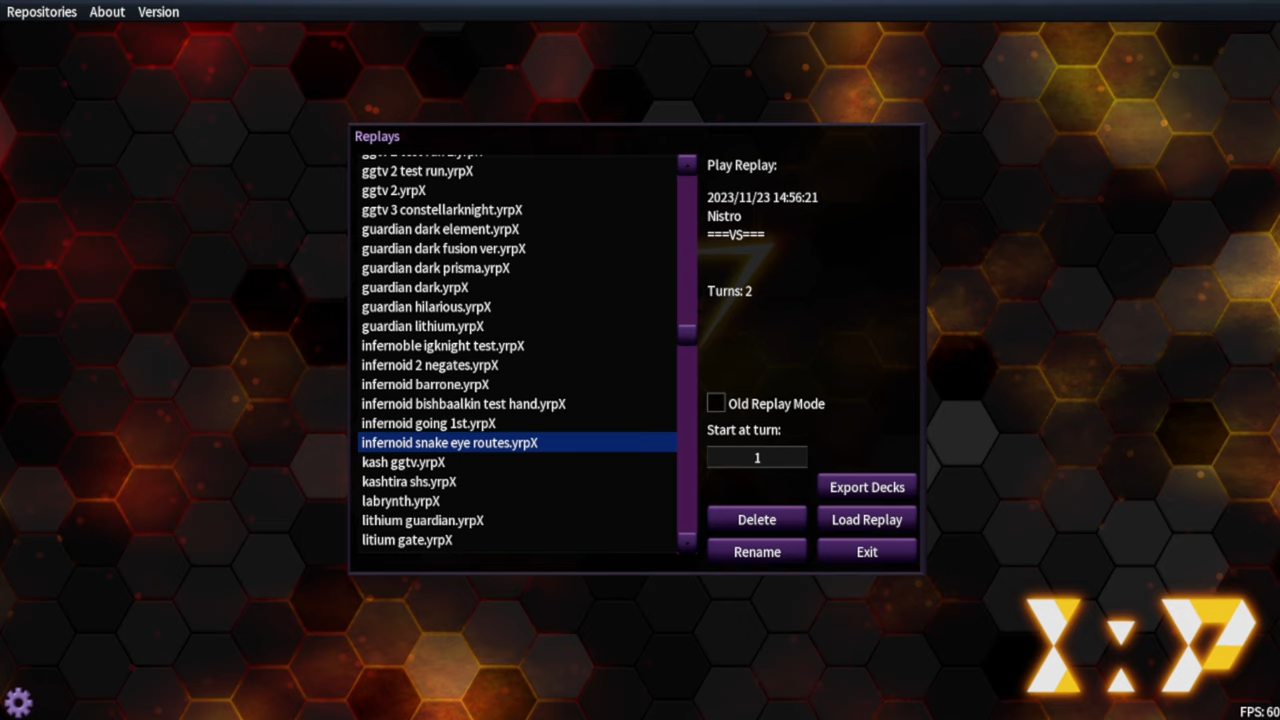 Repositories About Version
Replays
ggtv 2 test run.yrpX
ggtv 2.yrpX
ggtv 3 constellarknight.yrpX
guardian dark element.yrpX
guardian dark fusion ver.yrpX
guardian dark prisma.yrpX
guardian dark.yrpX
guardian hilarious.yrpX
guardian lithium.yrpX
infernoble igknight test.yrpX
infernoid 2 negates.yrpX
infernoid barrone.yrpX
infernoid bishbaalkin test hand.yrpX
infernoid going 1st.yrpX
infernoid snake eye routes.yrpX
kash ggtv.yrpX
kashtira shs.yrpX
labrynth.yrpX
lithium guardian.yrpX
litium gate.yrpX
Play Replay:
2023/11/23 14:56:21
Nistro
===VS===
Turns: 2
Old Replay Mode
Start at turn:
1
Export Decks
Delete Load Replay
Rename Exit
FPS: 60